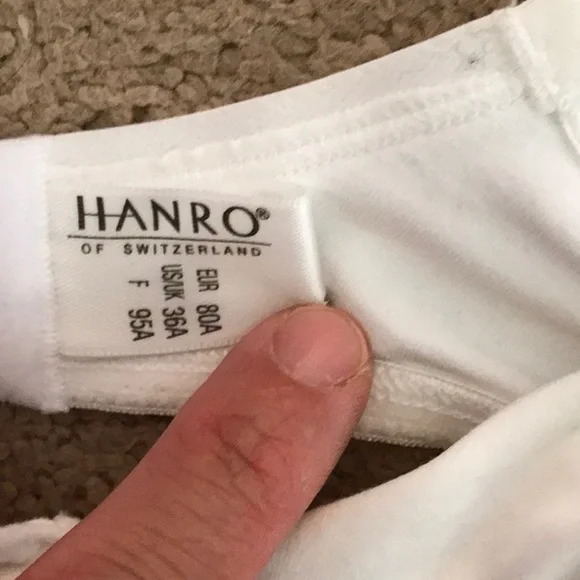 HANRO®
OF SWITZERLAND
EUR 80A
US/UK 36A
F 95A